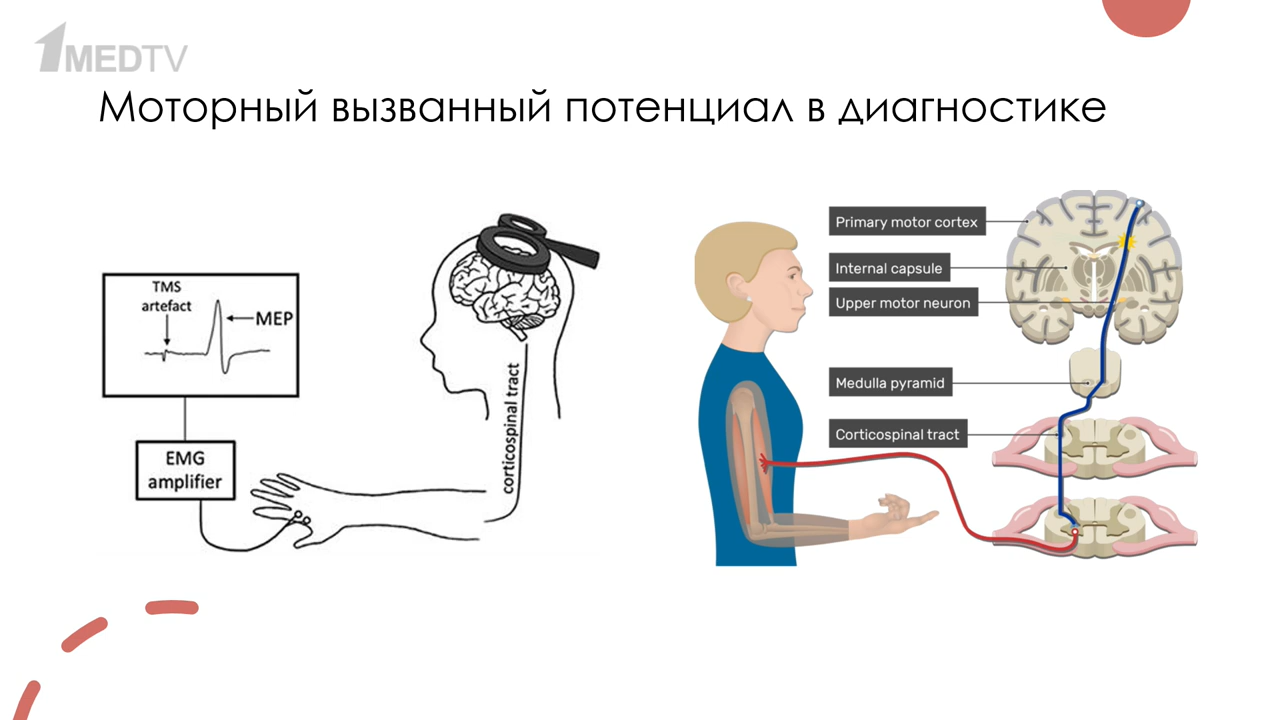 1MEDTV
Моторный вызванный потенциал в диагностике
TMS
artefact
MEP
EMG
amplifier
corticospinal tract
Primary motor cortex
Internal capsule
Upper motor neuron
Medulla pyramid
Corticospinal tract